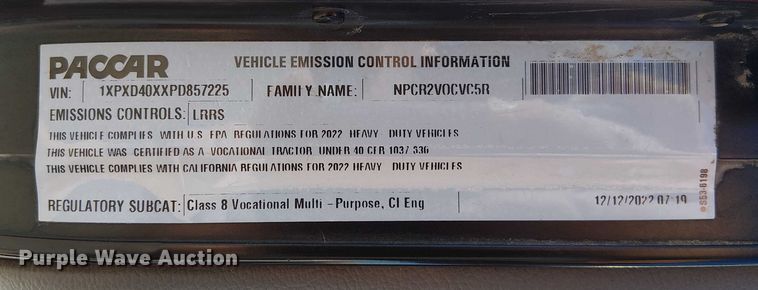 PACCAR VEHICLE EMISSION CONTROL INFORMATION
VIN: 1XPXD40XXPD857225 FAMILY NAME: NPCR2VOCVC5R
EMISSIONS CONTROLS: LRRS
THIS VEHICLE COMPLIES WITH U.S. EPA REGULATIONS FOR 2022 HEAVY DUTY VEHICLES
THIS VEHICLE WAS CERTIFIED AS A VOCATIONAL TRACTOR UNDER 40 CFR 1037 336
THIS VEHICLE COMPLIES WITH CALIFORNIA REGULATIONS FOR 2022 HEAVY DUTY VEHICLES
REGULATORY SUBCAT: Class 8 Vocational Multi - Purpose, CI Eng 12/12/2022 07 19
S53-6198
Purple Wave Auction